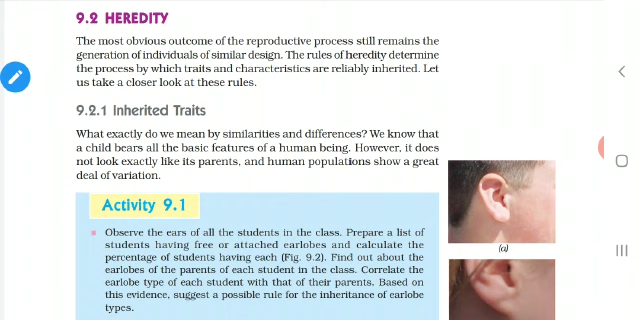 9.2 HEREDITY
The most obvious outcome of the reproductive process still remains the
generation of individuals of similar design. The rules of heredity determine
the process by which traits and characteristics are reliably inherited. Let
us take a closer look at these rules.
9.2.1 Inherited Traits
What exactly do we mean by similarities and differences? We know that
a child bears all the basic features of a human being. However, it does
not look exactly like its parents, and human populations show a great
deal of variation.
Activity 9.1
Observe the ears of all the students in the class. Prepare a list of
students having free or attached earlobes and calculate the
percentage of students having each (Fig. 9.2). Find out about the
earlobes of the parents of each student in the class. Correlate the
earlobe type of each student with that of their parents. Based on
this evidence, suggest a possible rule for the inheritance of earlobe
types.
(a)